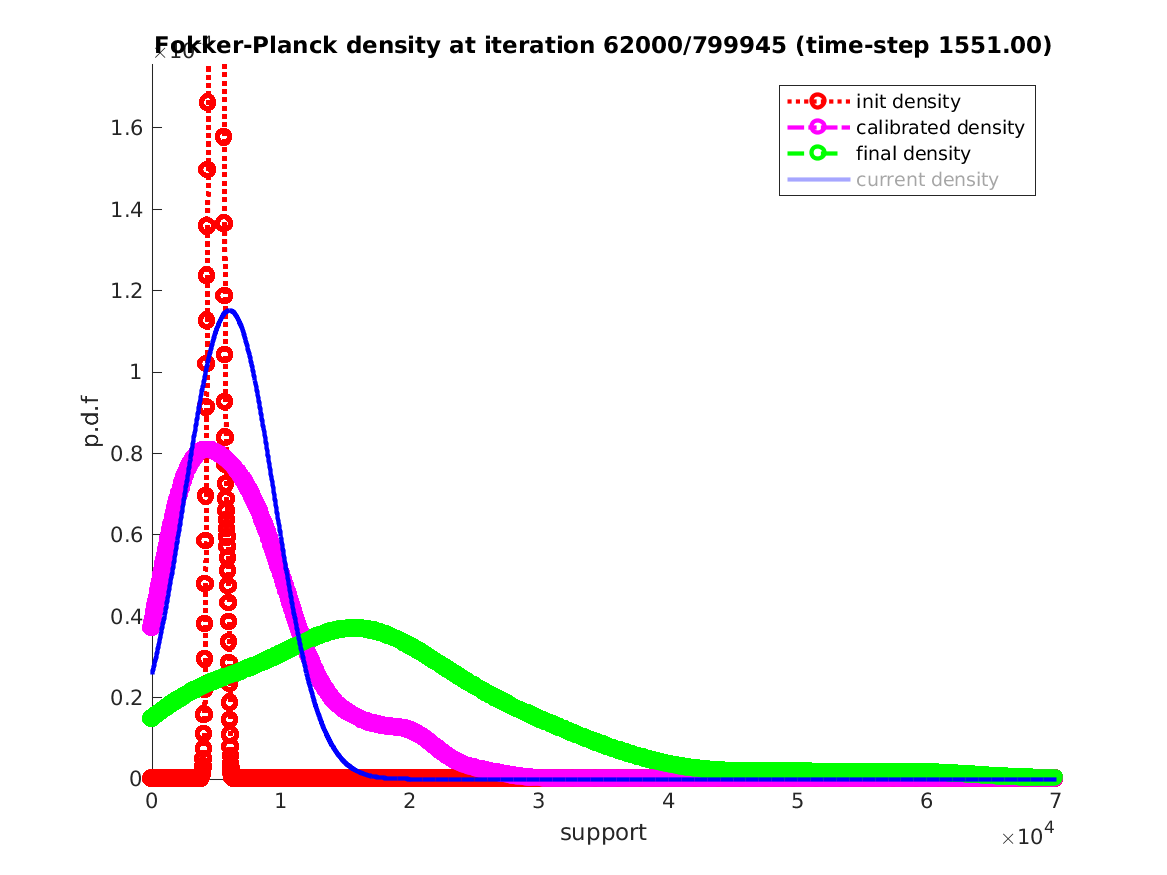 Fokker-Planck density at iteration 62000/799945 (time-step 1551.00)
init density
calibrated density
final density
current density
1.6
1.4
1.2
1
0.8
0.6
0.4
0.2
0
p.d.f
0 1 2 3 4 5 6 7
support
×10⁴